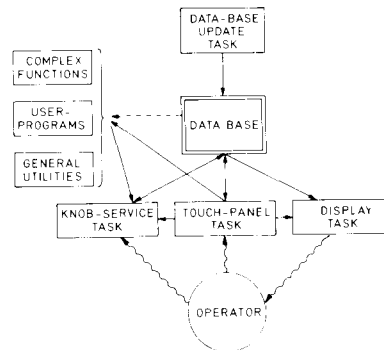 DATA-BASE
UPDATE
TASK
COMPLEX
FUNCTIONS
USER-
PROGRAMS
GENERAL
UTILITIES
DATA BASE
KNOB-SERVICE
TASK
TOUCH-PANEL
TASK
DISPLAY
TASK
OPERATOR